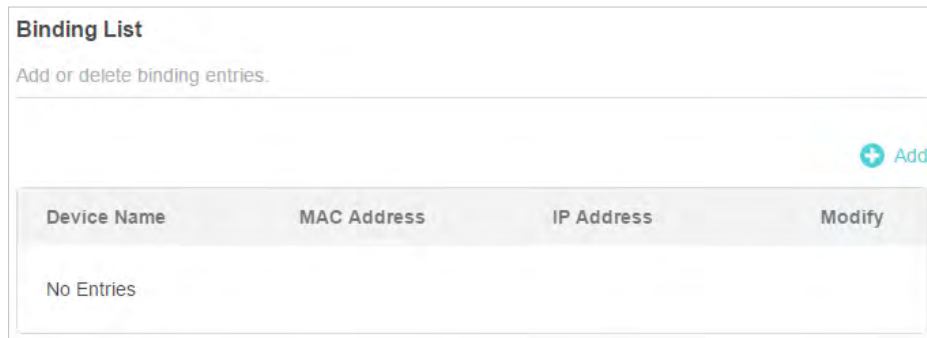 Binding List
Add or delete binding entries.
Add
Device Name MAC Address IP Address Modify
No Entries